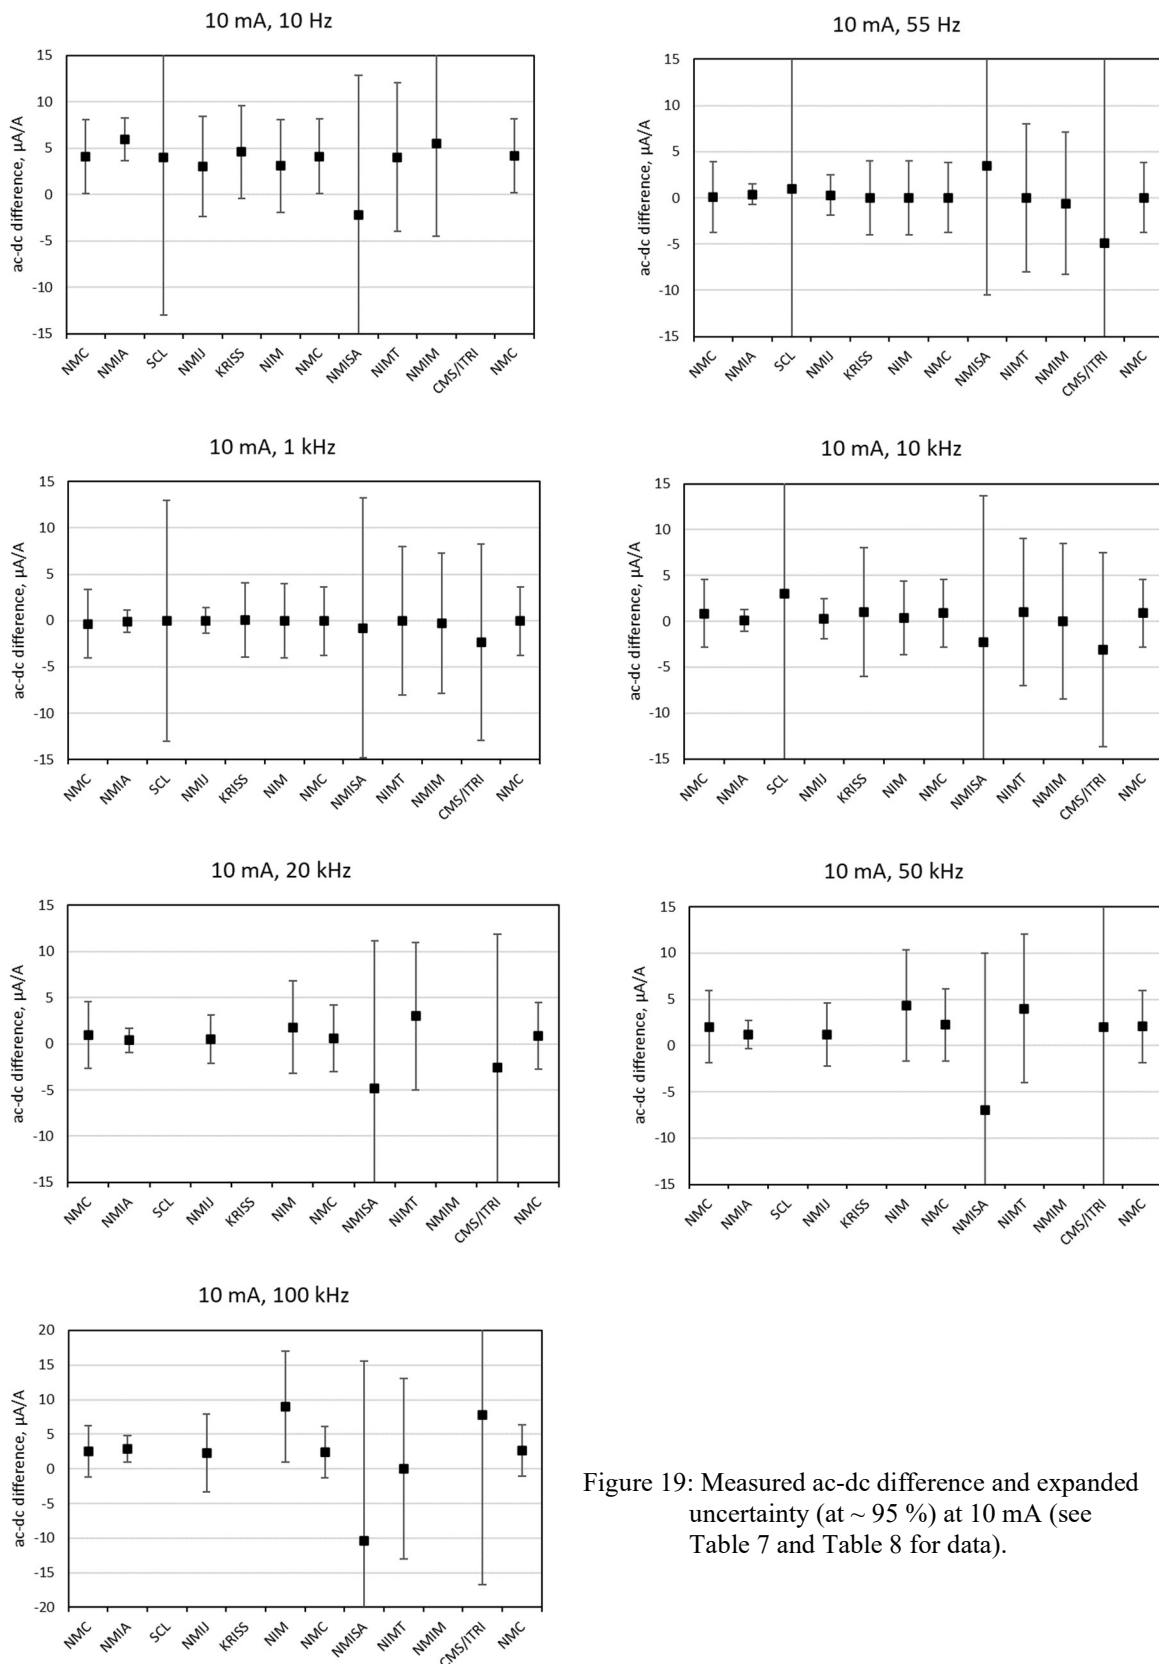 10 mA, 10 Hz
ac-dc difference, µA/A
15
10
5
0
-5
-10
-15
NMC NMIA SCL NMIJ KRISS NIM NMC NMISA NIMT NMIM CMS/ITRI NMC
10 mA, 55 Hz
ac-dc difference, µA/A
15
10
5
0
-5
-10
-15
NMC NMIA SCL NMIJ KRISS NIM NMC NMISA NIMT NMIM CMS/ITRI NMC
10 mA, 1 kHz
ac-dc difference, µA/A
15
10
5
0
-5
-10
-15
NMC NMIA SCL NMIJ KRISS NIM NMC NMISA NIMT NMIM CMS/ITRI NMC
10 mA, 10 kHz
ac-dc difference, µA/A
15
10
5
0
-5
-10
-15
NMC NMIA SCL NMIJ KRISS NIM NMC NMISA NIMT NMIM CMS/ITRI NMC
10 mA, 20 kHz
ac-dc difference, µA/A
15
10
5
0
-5
-10
-15
NMC NMIA SCL NMIJ KRISS NIM NMC NMISA NIMT NMIM CMS/ITRI NMC
10 mA, 50 kHz
ac-dc difference, µA/A
15
10
5
0
-5
-10
-15
NMC NMIA SCL NMIJ KRISS NIM NMC NMISA NIMT NMIM CMS/ITRI NMC
10 mA, 100 kHz
ac-dc difference, µA/A
20
15
10
5
0
-5
-10
-15
-20
NMC NMIA SCL NMIJ KRISS NIM NMC NMISA NIMT NMIM CMS/ITRI NMC
Figure 19: Measured ac-dc difference and expanded
uncertainty (at ~ 95 %) at 10 mA (see
Table 7 and Table 8 for data).